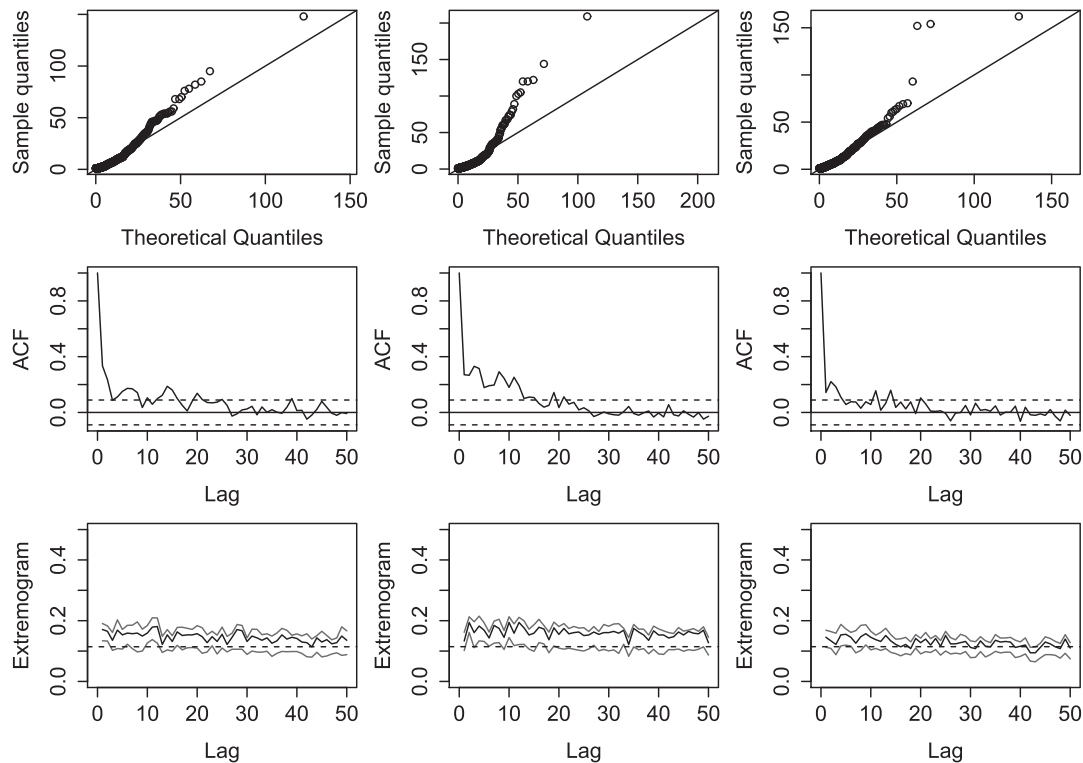 Sample quantiles
0 50 100
0 50 100 150
Theoretical Quantiles
Sample quantiles
0 50 150
0 50 100 150 200
Theoretical Quantiles
Sample quantiles
0 50 150
0 50 100 150
Theoretical Quantiles
ACF
0.0 0.4 0.8
0 10 20 30 40 50
Lag
ACF
0.0 0.4 0.8
0 10 20 30 40 50
Lag
ACF
0.0 0.4 0.8
0 10 20 30 40 50
Lag
Extremogram
0.0 0.2 0.4
0 10 20 30 40 50
Lag
Extremogram
0.0 0.2 0.4
0 10 20 30 40 50
Lag
Extremogram
0.0 0.2 0.4
0 10 20 30 40 50
Lag